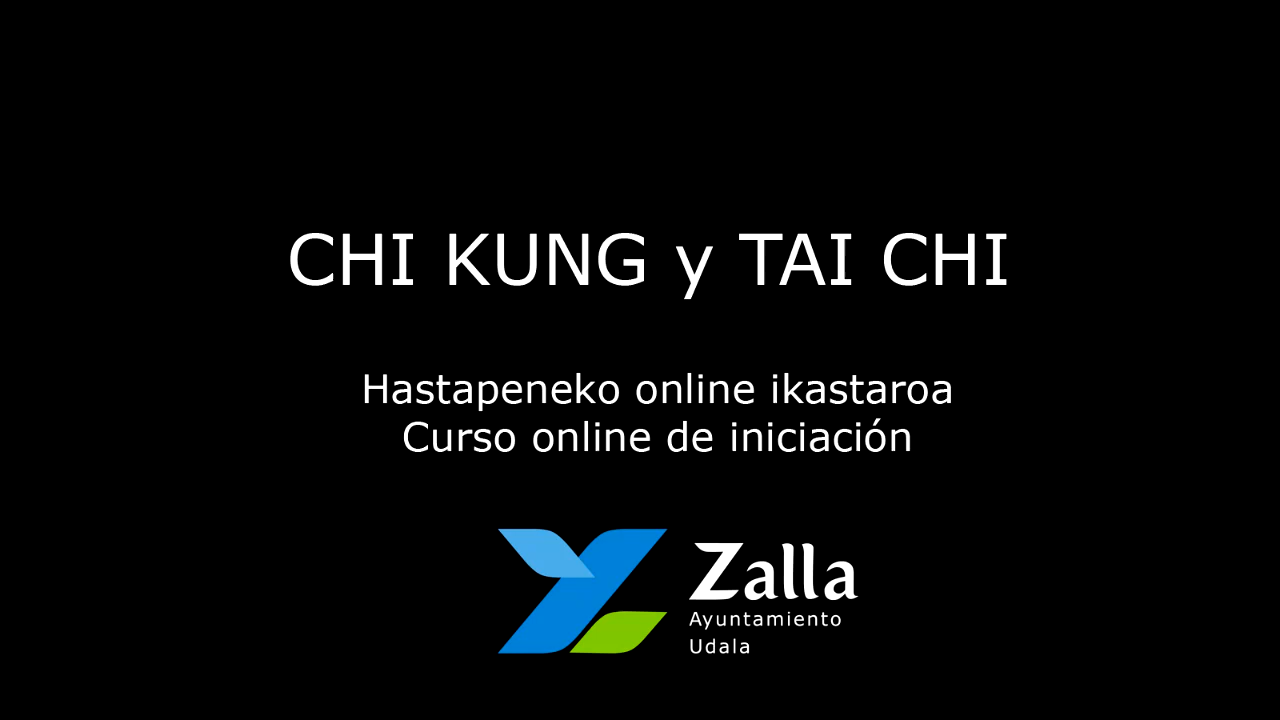 CHI KUNG y TAI CHI
Hastapeneko online ikastaroa
Curso online de iniciación
Zalla
Ayuntamiento
Udala